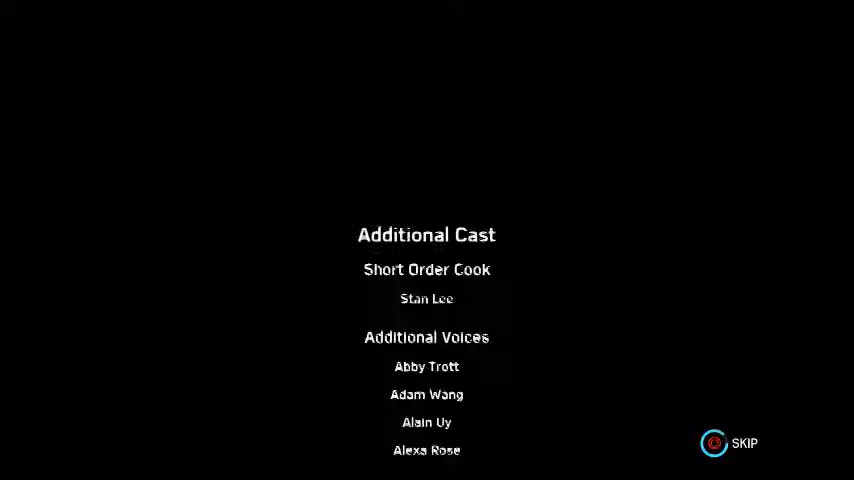 Additional Cast
Short Order Cook
Stan Lee
Additional Voices
Abby Trott
Adam Wang
Alain Uy
Alexa Rose
SKIP